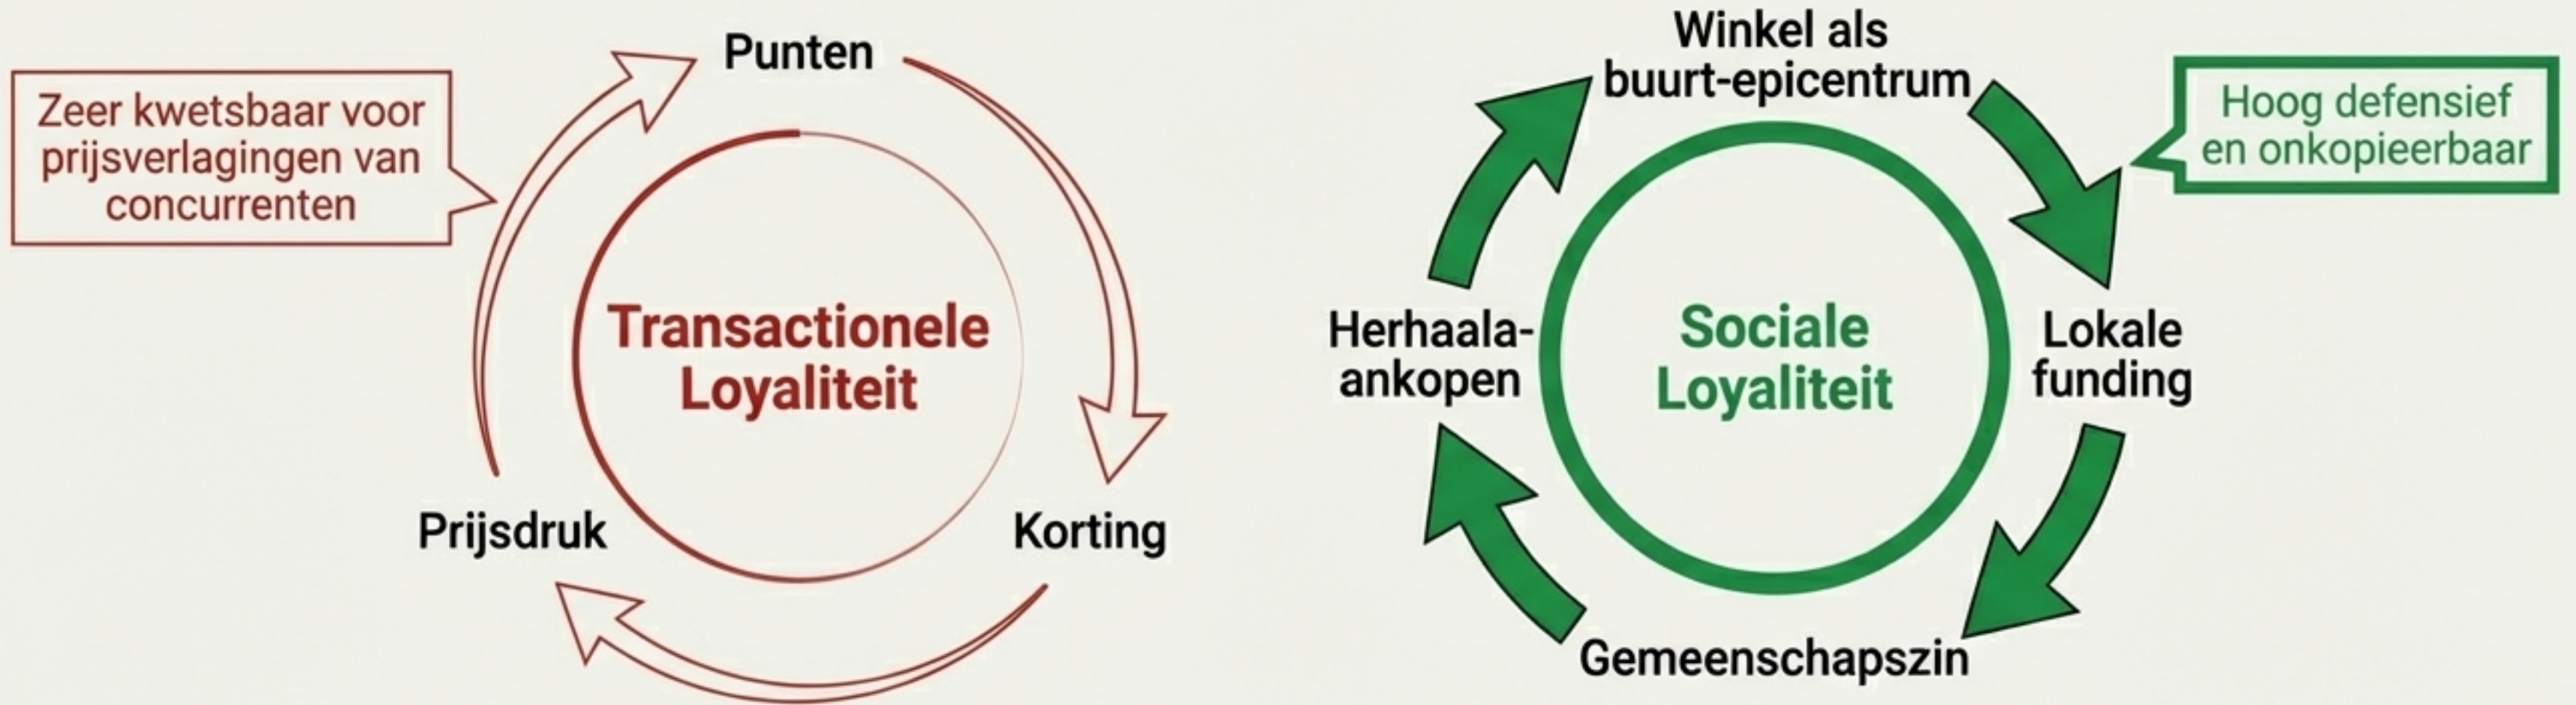 Punten
Zeer kwetsbaar voor
prijsverlagingen van
concurrenten
Transactionele
Loyaliteit
Prijsdruk
Korting
Winkel als
buurt-epicentrum
Hoog defensief
en onkopieerbaar
Herhaala-
ankopen
Sociale
Loyaliteit
Lokale
funding
Gemeenschapszin